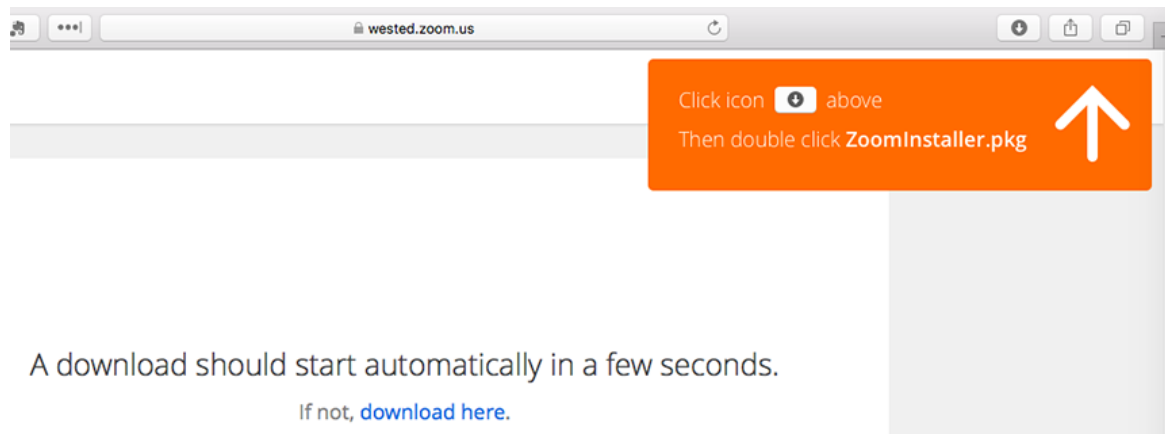 wested.zoom.us
Click icon above
Then double click ZoomInstaller.pkg
A download should start automatically in a few seconds.
If not, download here.